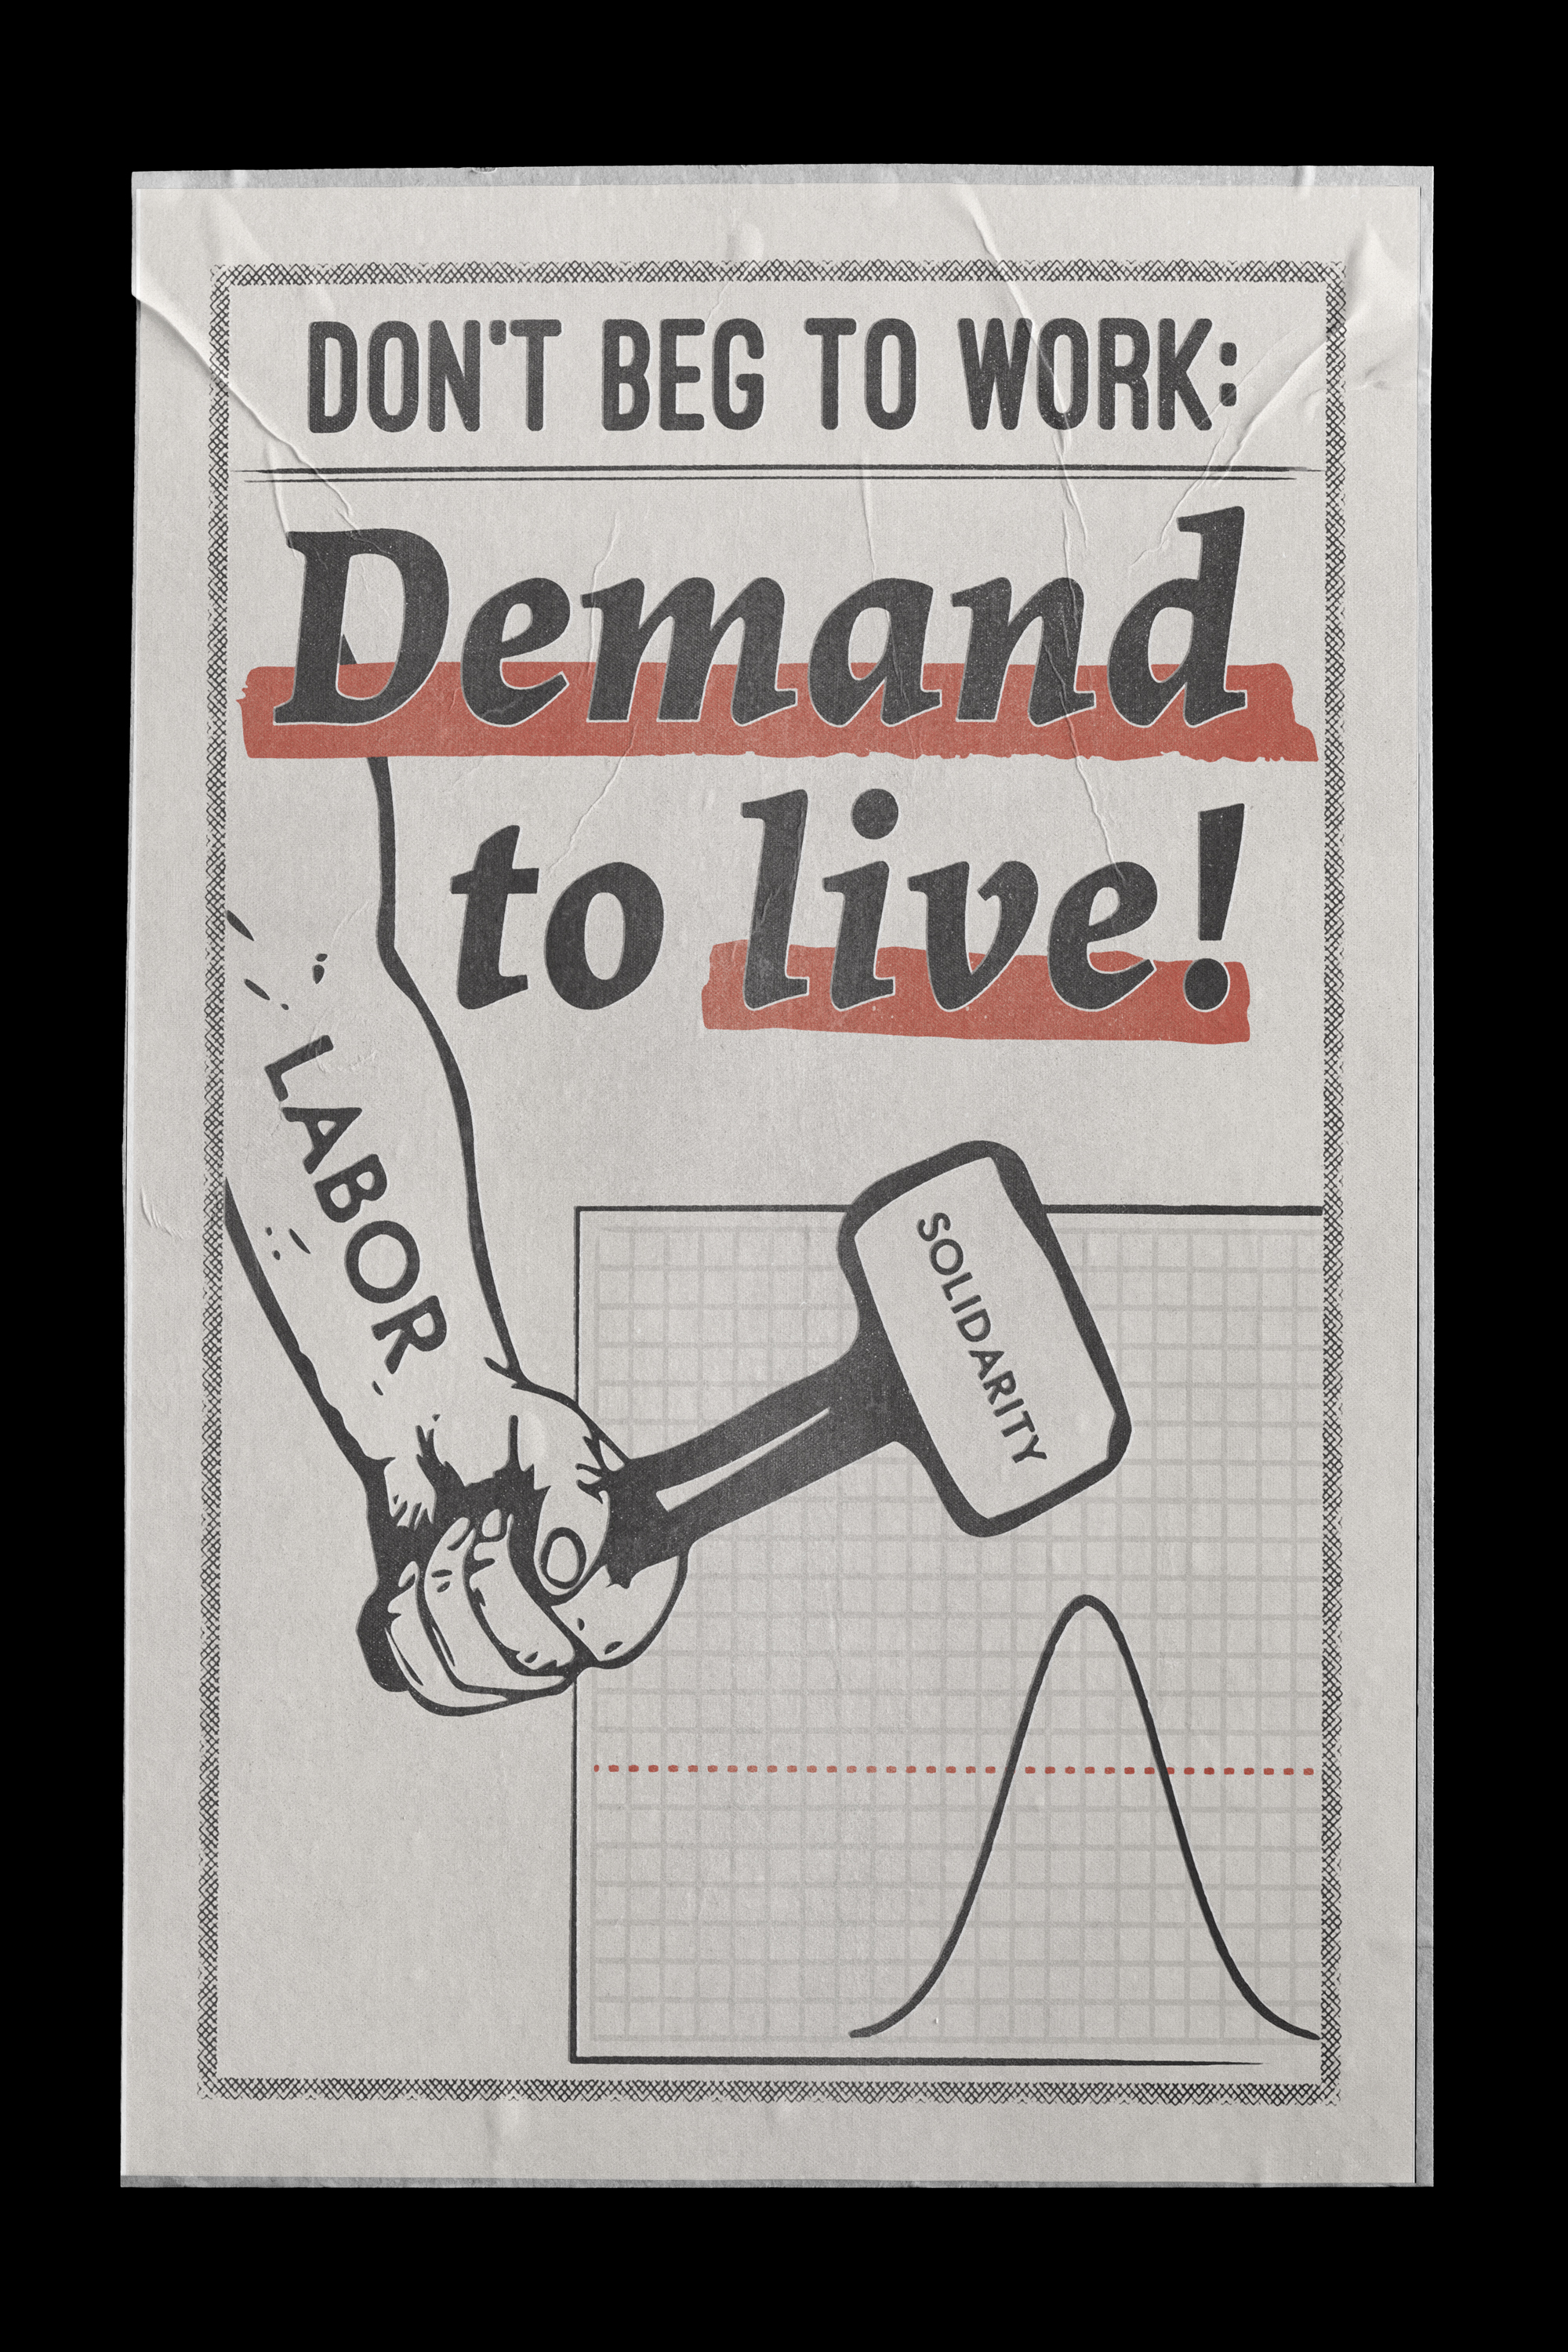 DON'T BEG TO WORK:
Demand
to live!
LABOR
SOLIDARITY